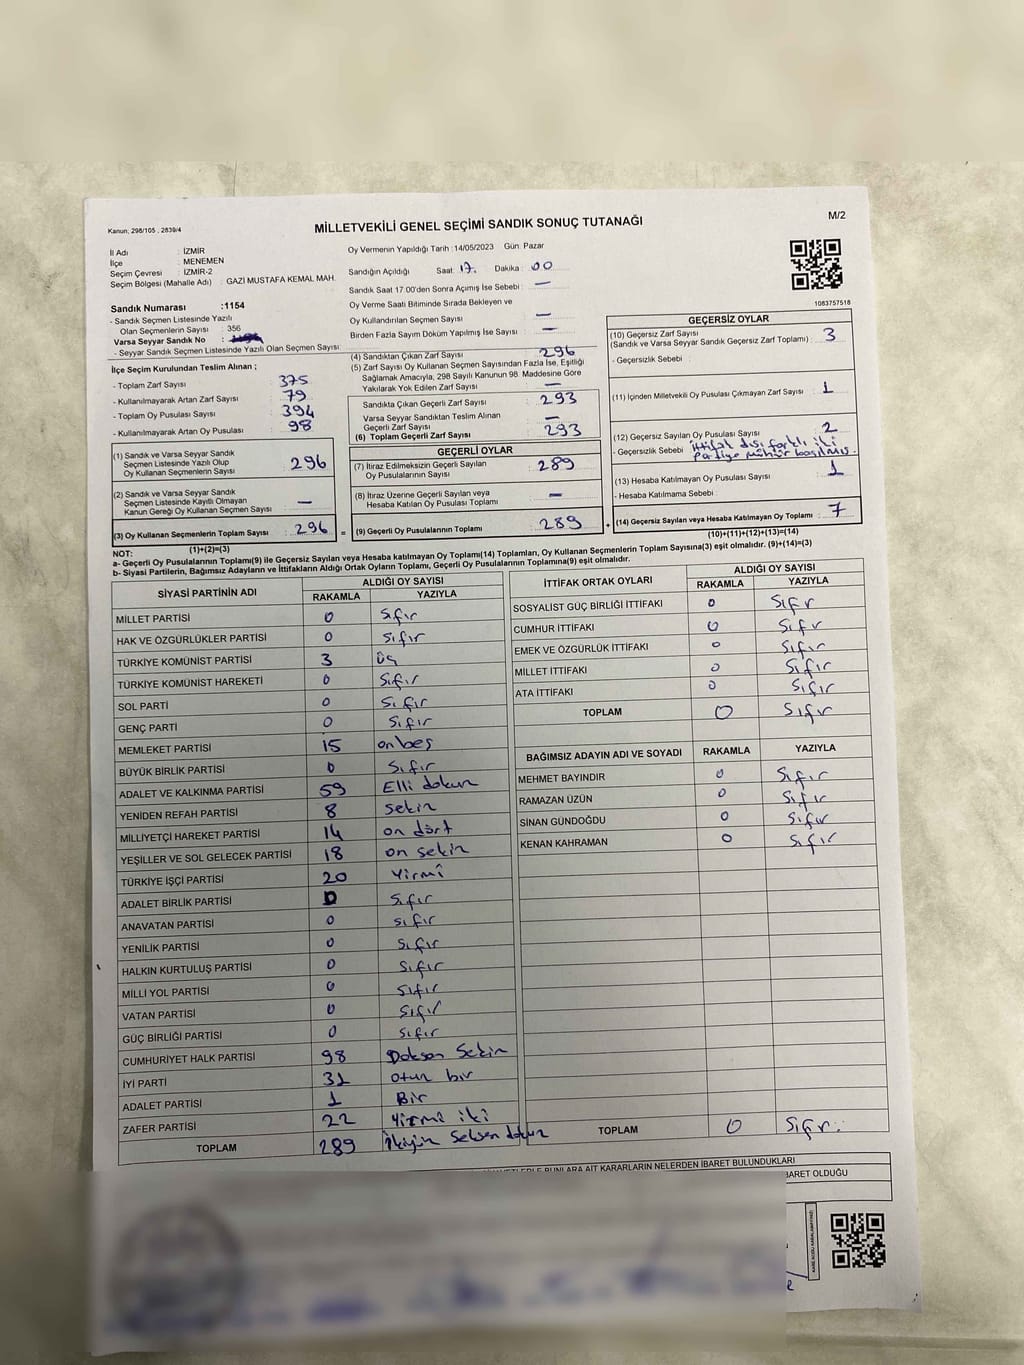 Kanun; 298/105 , 2839/4
MİLLETVEKİLİ GENEL SEÇİMİ SANDIK SONUÇ TUTANAĞI
M/2
İl Adı : İZMİR
İlçe : MENEMEN
Seçim Çevresi : İZMİR-2
Seçim Bölgesi (Mahalle Adı) : GAZİ MUSTAFA KEMAL MAH.
Sandık Numarası :1154
- Sandık Seçmen Listesinde Yazılı
Olan Seçmenlerin Sayısı : 356
Varsa Seyyar Sandık No :
- Seyyar Sandık Seçmen Listesinde Yazılı Olan Seçmen Sayısı:
Oy Vermenin Yapıldığı Tarih :14/05/2023 Gün: Pazar
Sandığın Açıldığı Saat: 17. Dakika : 00
Sandık Saat 17.00'den Sonra Açımış İse Sebebi : —
Oy Verme Saati Bitiminde Sırada Bekleyen ve
Oy Kullandırılan Seçmen Sayısı : —
Birden Fazla Sayım Döküm Yapılmış İse Sayısı : —
1083757518
İlçe Seçim Kurulundan Teslim Alınan ;
- Toplam Zarf Sayısı : 375
- Kullanılmayarak Artan Zarf Sayısı : 79
- Toplam Oy Pusulası Sayısı : 394
- Kullanılmayarak Artan Oy Pusulası : 98
(4) Sandıktan Çıkan Zarf Sayısı 296
(5) Zarf Sayısı Oy Kullanan Seçmen Sayısından Fazla İse, Eşitliği
Sağlamak Amacıyla, 298 Sayılı Kanunun 98. Maddesine Göre
Yakılarak Yok Edilen Zarf Sayısı —
Sandıkta Çıkan Geçerli Zarf Sayısı 293
Varsa Seyyar Sandıktan Teslim Alınan
Geçerli Zarf Sayısı —
(6) Toplam Geçerli Zarf Sayısı 293
GEÇERSİZ OYLAR
(10) Geçersiz Zarf Sayısı
(Sandık ve Varsa Seyyar Sandık Geçersiz Zarf Toplamı) : 3
- Geçersizlik Sebebi :
(11) İçinden Milletvekili Oy Pusulası Çıkmayan Zarf Sayısı : 1
(12) Geçersiz Sayılan Oy Pusulası Sayısı : 2
- Geçersizlik Sebebi : ittifak dışı farklı iki
partiye mühür basılmış.
(13) Hesaba Katılmayan Oy Pusulası Sayısı : 1
- Hesaba Katılmama Sebebi :
(14) Geçersiz Sayılan veya Hesaba Katılmayan Oy Toplamı : 7
(10)+(11)+(12)+(13)=(14)
(1) Sandık ve Varsa Seyyar Sandık
Seçmen Listesinde Yazılı Olup
Oy Kullanan Seçmenlerin Sayısı : 296
(2) Sandık ve Varsa Seyyar Sandık
Seçmen Listesinde Kayıtlı Olmayan
Kanun Gereği Oy Kullanan Seçmen Sayısı : —
(3) Oy Kullanan Seçmenlerin Toplam Sayısı : 296 =
(1)+(2)=(3)
GEÇERLİ OYLAR
(7) İtiraz Edilmeksizin Geçerli Sayılan
Oy Pusulalarının Sayısı : 289
(8) İtiraz Üzerine Geçerli Sayılan veya
Hesaba Katılan Oy Pusulası Toplamı : —
(9) Geçerli Oy Pusulalarının Toplamı : 289 +
NOT:
a- Geçerli Oy Pusulalarının Toplamı(9) ile Geçersiz Sayılan veya Hesaba katılmayan Oy Toplamı(14) Toplamları, Oy Kullanan Seçmenlerin Toplam Sayısına(3) eşit olmalıdır. (9)+(14)=(3)
b- Siyasi Partilerin, Bağımsız Adayların ve İttifakların Aldığı Ortak Oyların Toplamı, Geçerli Oy Pusulalarının Toplamına(9) eşit olmalıdır.
SİYASİ PARTİNİN ADI ALDIĞI OY SAYISI
RAKAMLA YAZIYLA
MİLLET PARTİSİ 0 Sıfır
HAK VE ÖZGÜRLÜKLER PARTİSİ 0 Sıfır
TÜRKİYE KOMÜNİST PARTİSİ 3 üç
TÜRKİYE KOMÜNİST HAREKETİ 0 Sıfır
SOL PARTİ 0 Sıfır
GENÇ PARTİ 0 Sıfır
MEMLEKET PARTİSİ 15 on beş
BÜYÜK BİRLİK PARTİSİ 0 Sıfır
ADALET VE KALKINMA PARTİSİ 59 Elli dokuz
YENİDEN REFAH PARTİSİ 8 Sekiz
MİLLİYETÇİ HAREKET PARTİSİ 14 on dört
YEŞİLLER VE SOL GELECEK PARTİSİ 18 on sekiz
TÜRKİYE İŞÇİ PARTİSİ 20 Yirmi
ADALET BİRLİK PARTİSİ 0 Sıfır
ANAVATAN PARTİSİ 0 Sıfır
YENİLİK PARTİSİ 0 Sıfır
HALKIN KURTULUŞ PARTİSİ 0 Sıfır
MİLLİ YOL PARTİSİ 0 Sıfır
VATAN PARTİSİ 0 Sıfır
GÜÇ BİRLİĞİ PARTİSİ 0 Sıfır
CUMHURİYET HALK PARTİSİ 98 Doksan Sekiz
İYİ PARTİ 31 Otuz bir
ADALET PARTİSİ 1 Bir
ZAFER PARTİSİ 22 Yirmi iki
TOPLAM 289 İkiyüz Seksen dokuz
İTTİFAK ORTAK OYLARI ALDIĞI OY SAYISI
RAKAMLA YAZIYLA
SOSYALİST GÜÇ BİRLİĞİ İTTİFAKI 0 Sıfır
CUMHUR İTTİFAKI 0 Sıfır
EMEK VE ÖZGÜRLÜK İTTİFAKI 0 Sıfır
MİLLET İTTİFAKI 0 Sıfır
ATA İTTİFAKI 0 Sıfır
TOPLAM 0 Sıfır
BAĞIMSIZ ADAYIN ADI VE SOYADI RAKAMLA YAZIYLA
MEHMET BAYINDIR 0 Sıfır
RAMAZAN ÜZÜN 0 Sıfır
SİNAN GÜNDOĞDU 0 Sıfır
KENAN KAHRAMAN 0 Sıfır
TOPLAM 0 Sıfır.
BUNLARA AİT KARARLARIN NELERDEN İBARET BULUNDUKLARI
BARET OLDUĞU